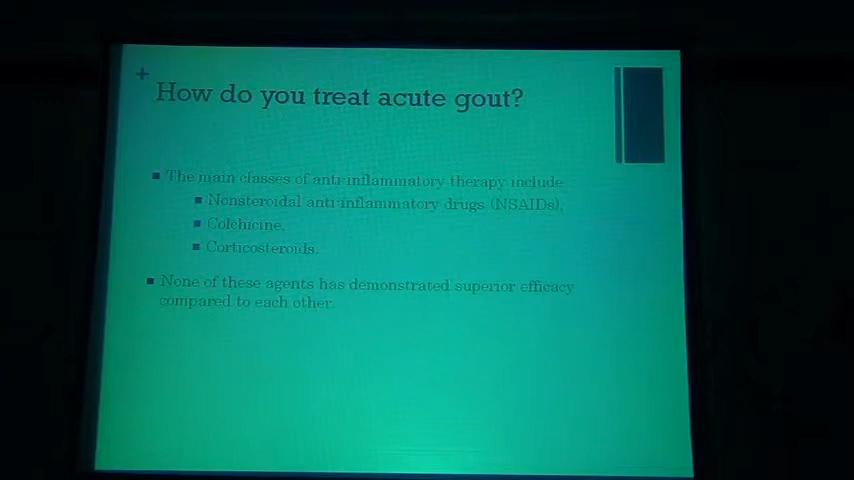 +
How do you treat acute gout?
■ The main classes of anti-inflammatory therapy include
■ Nonsteroidal anti-inflammatory drugs (NSAIDs),
■ Colchicine,
■ Corticosteroids.
■ None of these agents has demonstrated superior efficacy
compared to each other.